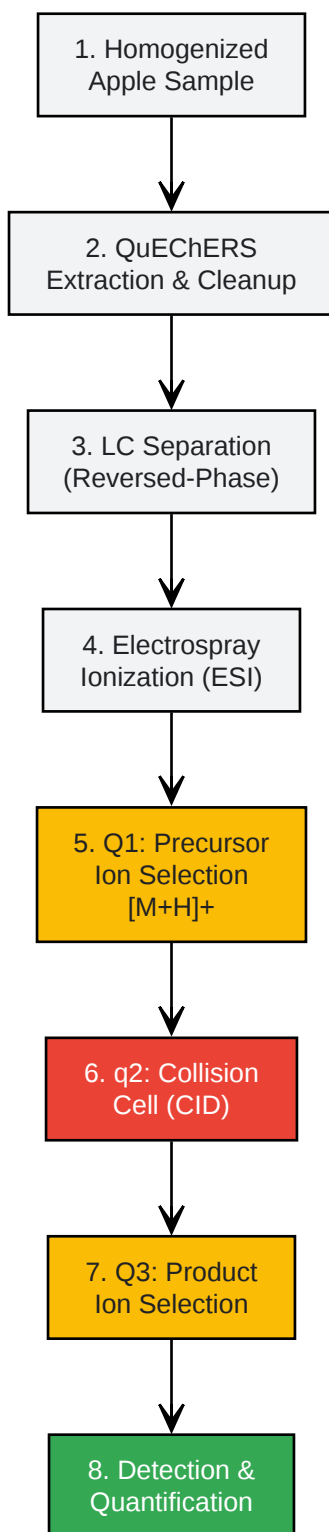 1. Homogenized
Apple Sample
2. QuEChERS
Extraction & Cleanup
3. LC Separation
(Reversed-Phase)
4. Electrospray
Ionization (ESI)
5. Q1: Precursor
Ion Selection
[M+H]+
6. q2: Collision
Cell (CID)
7. Q3: Product
Ion Selection
8. Detection &
Quantification